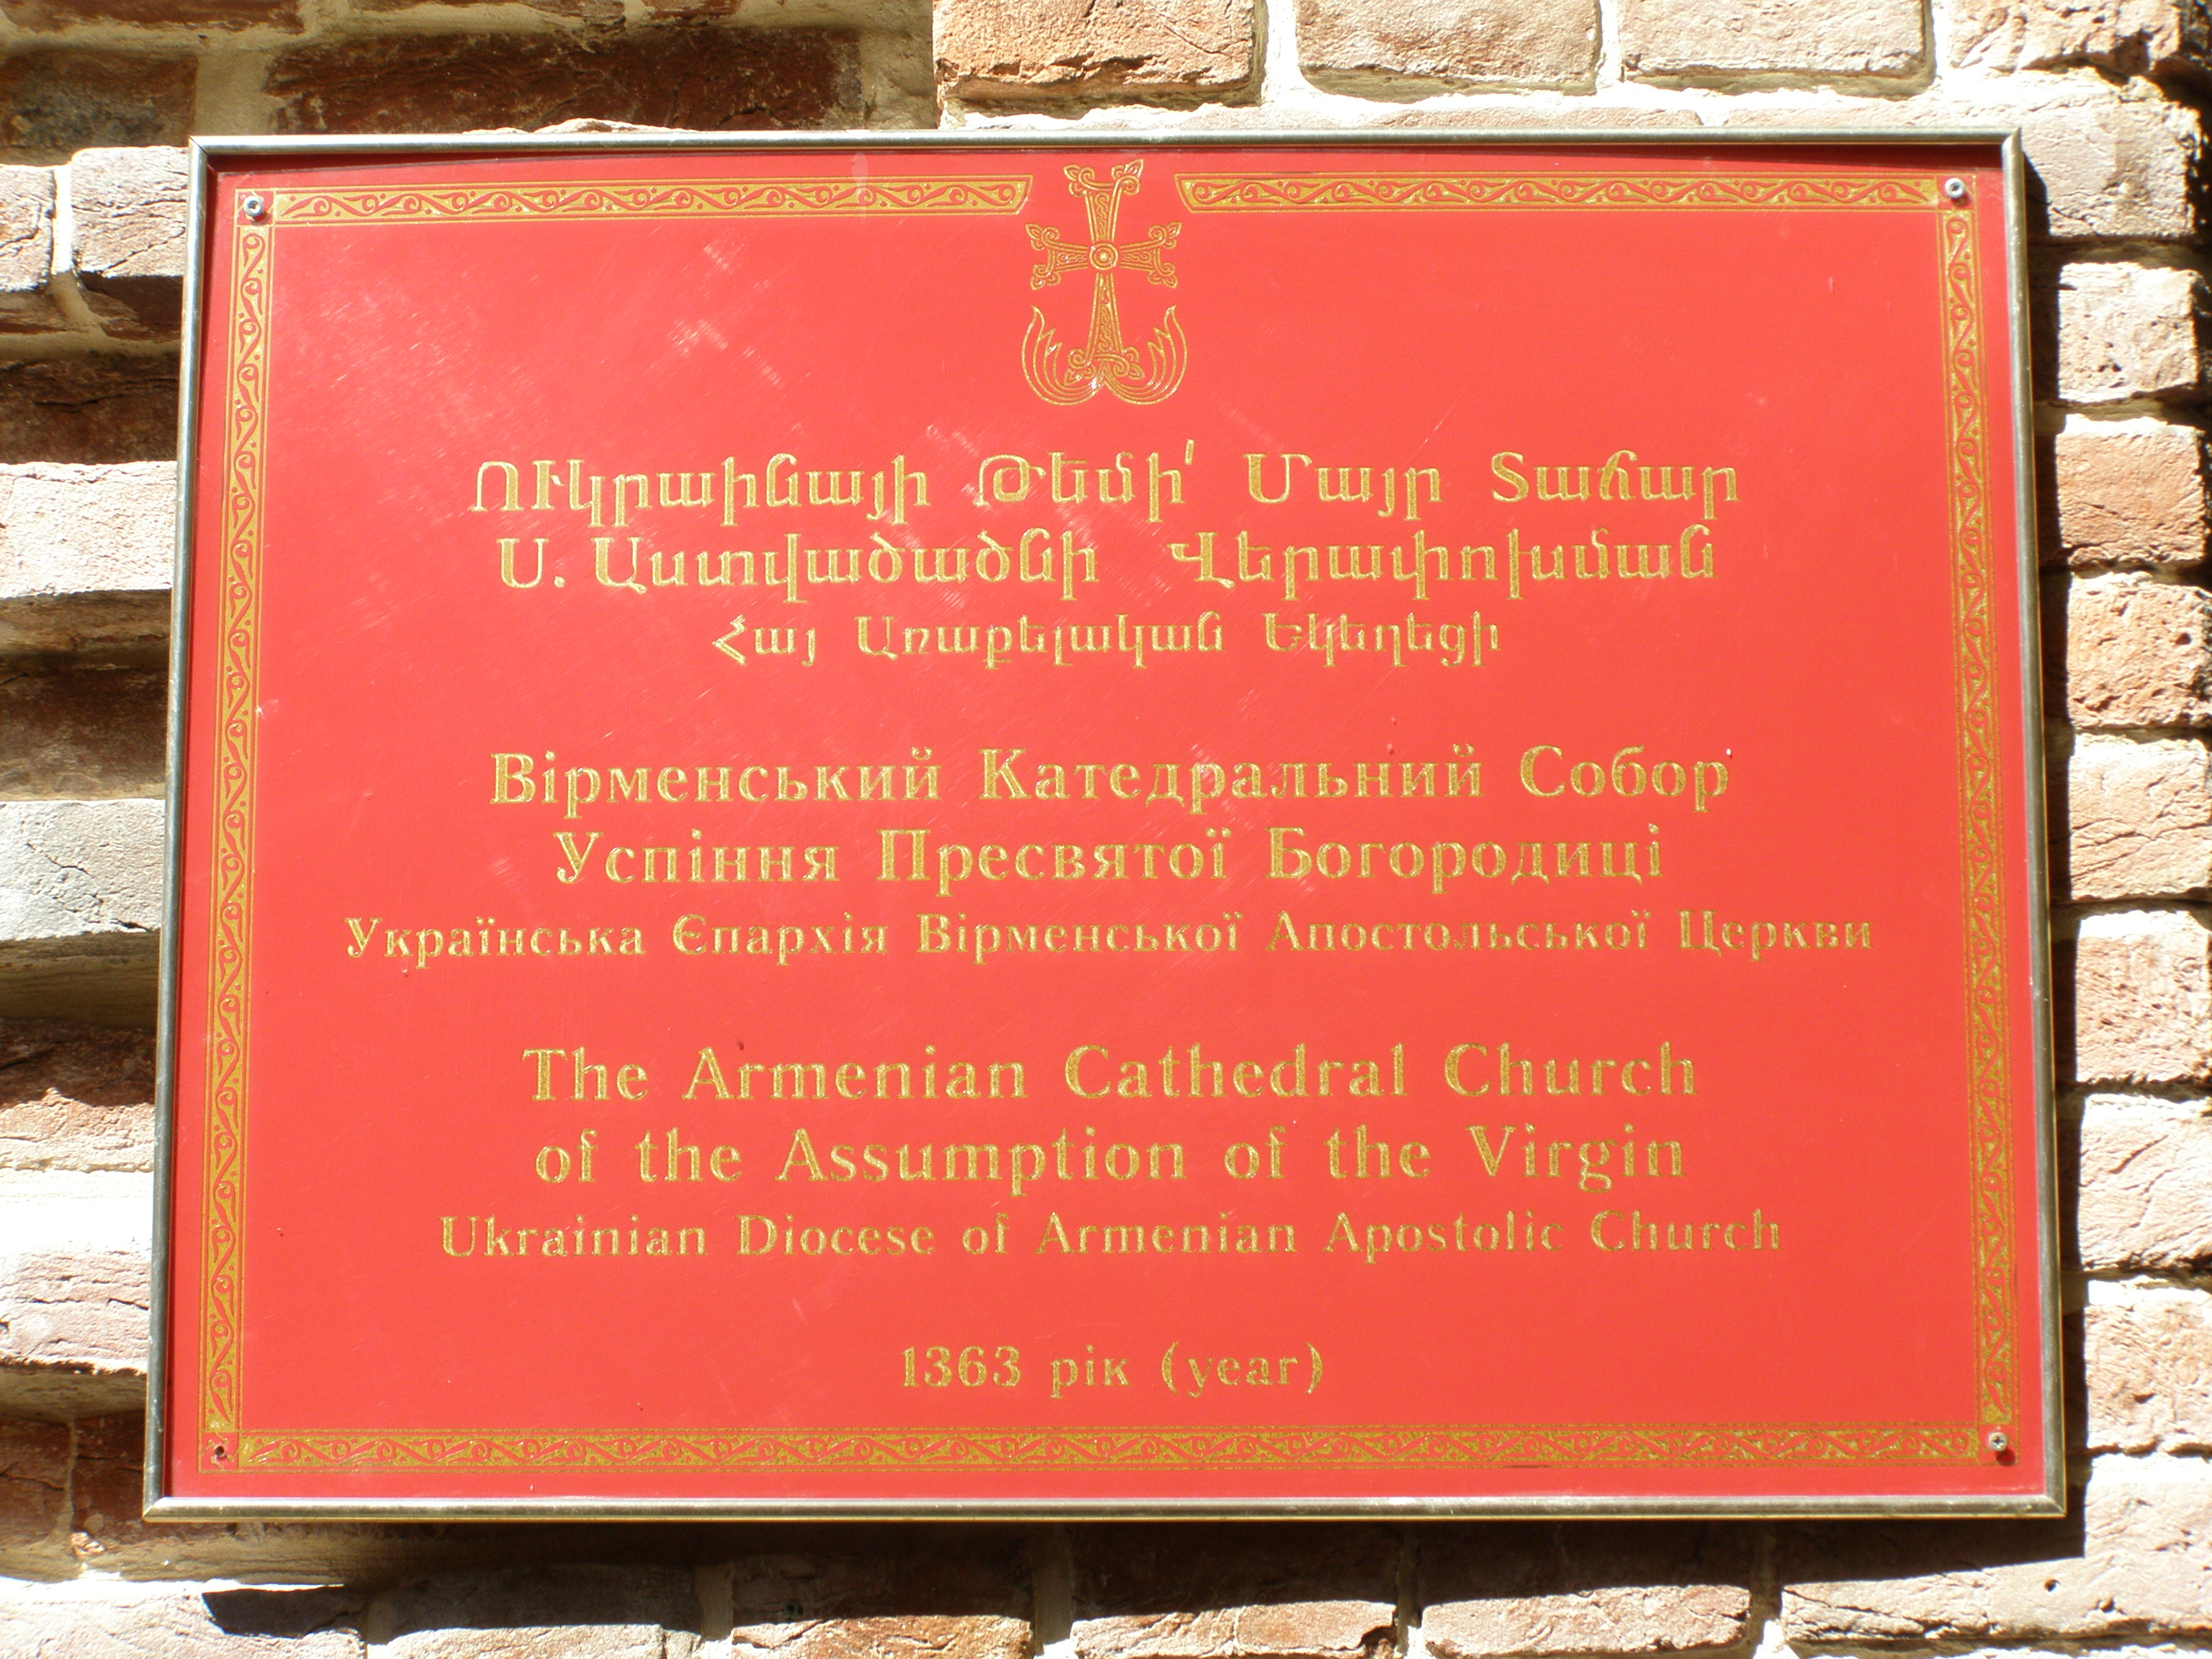 ՈՒկրաինայի Թեմի՛ Մայր Տաճար
Ս. Աստվածածնի Վերափոխման
Հայ Առաքելական Եկեղեցի
Вірменський Катедральний Собор
Успіння Пресвятої Богородиці
Українська Єпархія Вірменської Апостольської Церкви
The Armenian Cathedral Church
of the Assumption of the Virgin
Ukrainian Diocese of Armenian Apostolic Church
1363 рік (year)